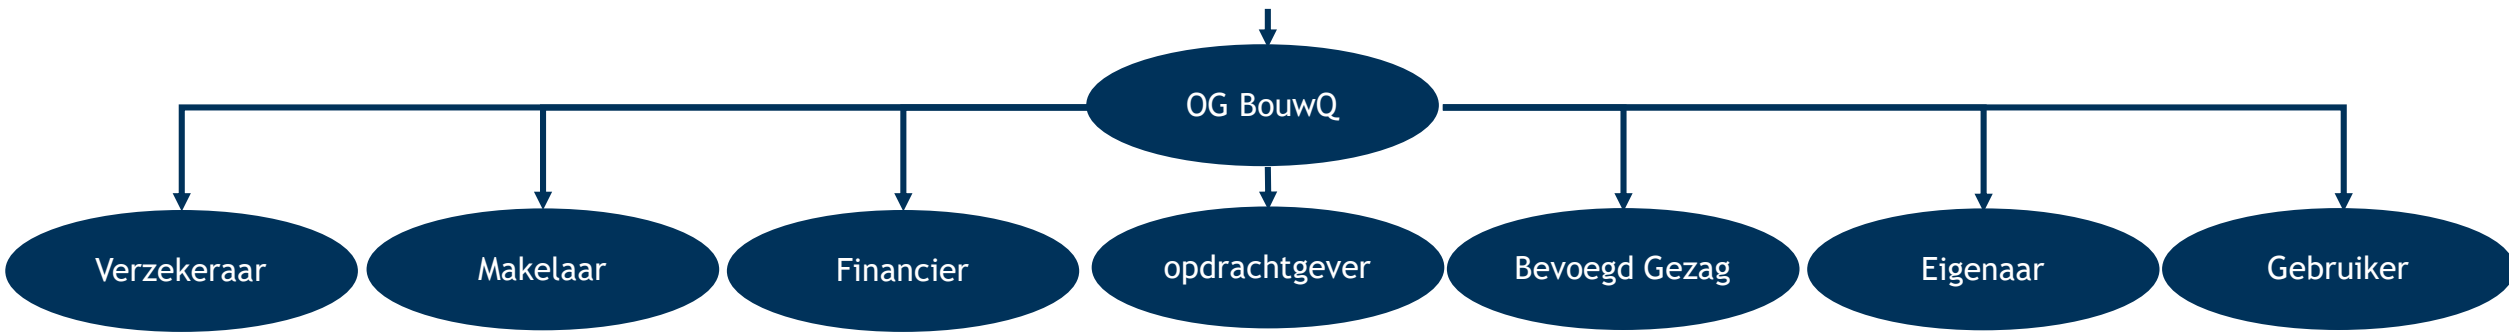 OG BouwQ
Verzekeraar
Makelaar
Financier
opdrachtgever
Bevoegd Gezag
Eigenaar
Gebruiker